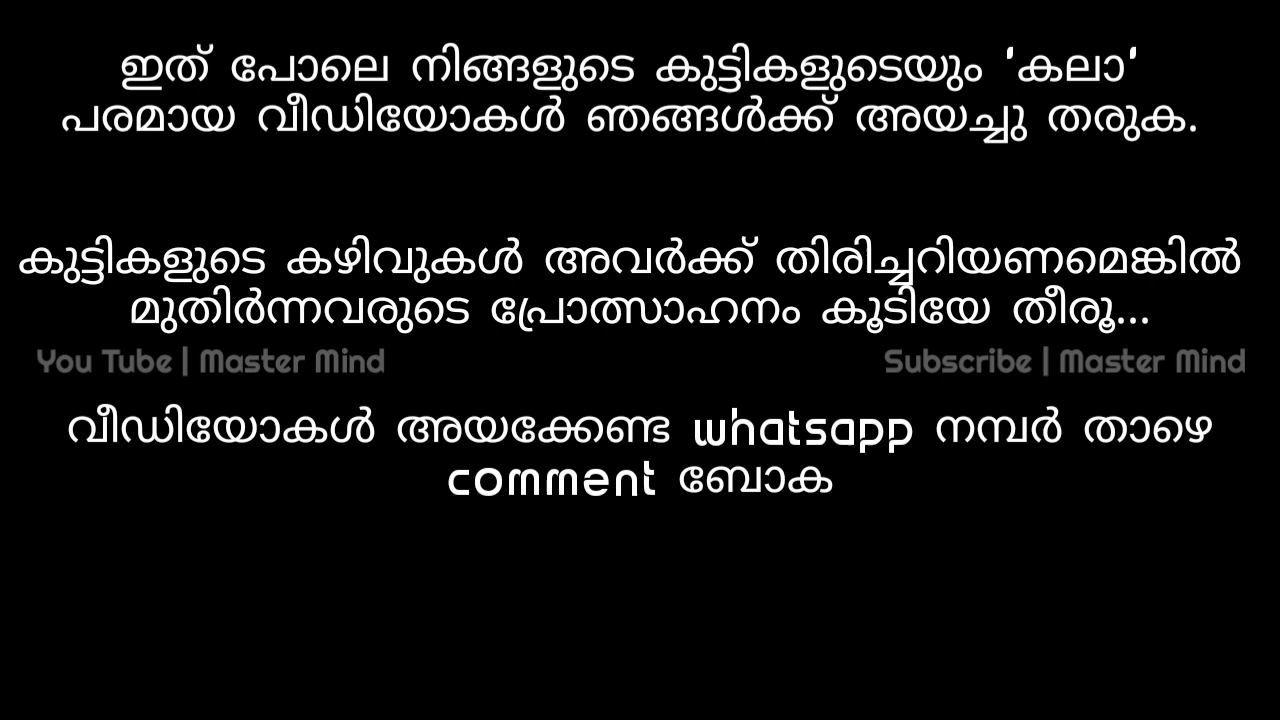 ഇത് പോലെ നിങ്ങളുടെ കുട്ടികളുടെയും 'കലാ'
പരമായ വീഡിയോകൾ ഞങ്ങൾക്ക് അയച്ചു തരുക.
കുട്ടികളുടെ കഴിവുകൾ അവർക്ക് തിരിച്ചറിയണമെങ്കിൽ
മുതിർന്നവരുടെ പ്രോത്സാഹനം കൂടിയേ തീരൂ...
You Tube | Master Mind
Subscribe | Master Mind
വീഡിയോകൾ അയക്കേണ്ട whatsapp നമ്പർ താഴെ
comment ബോക